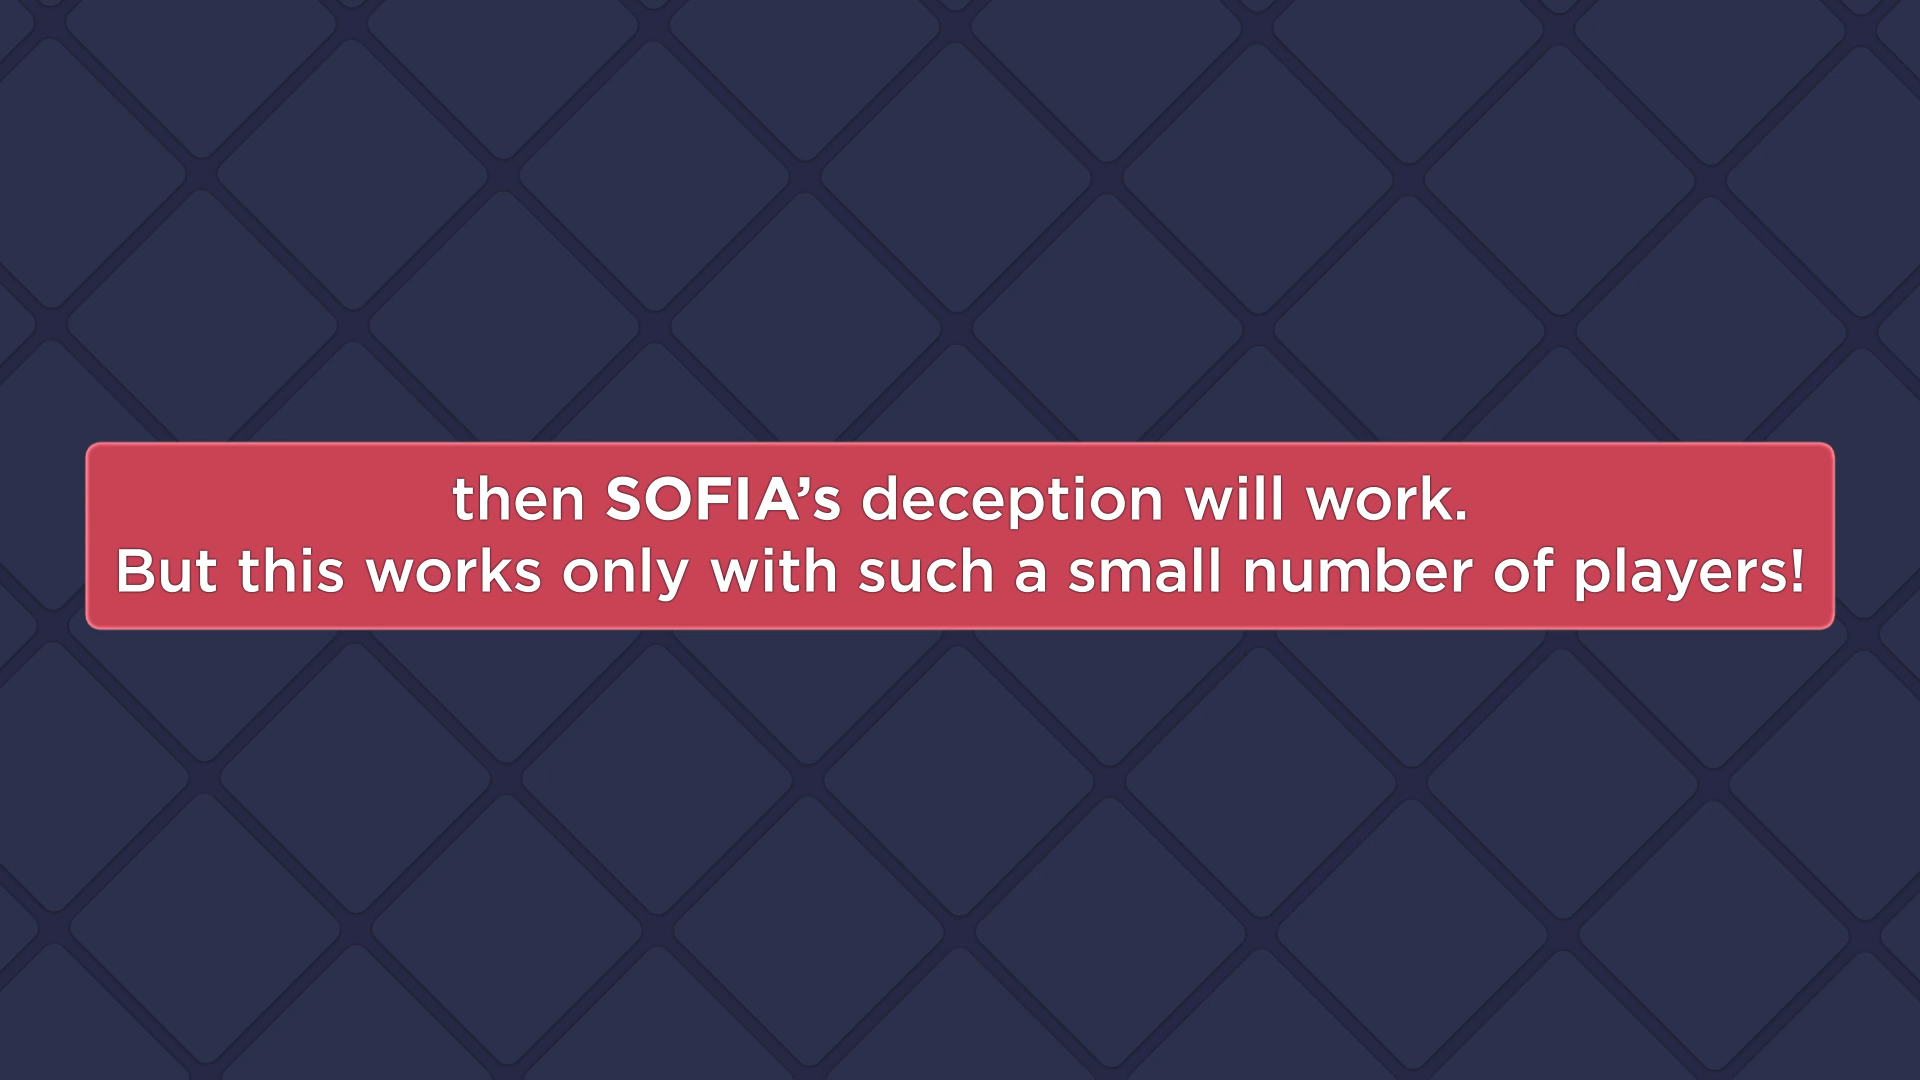 then SOFIA’s deception will work.
But this works only with such a small number of players!